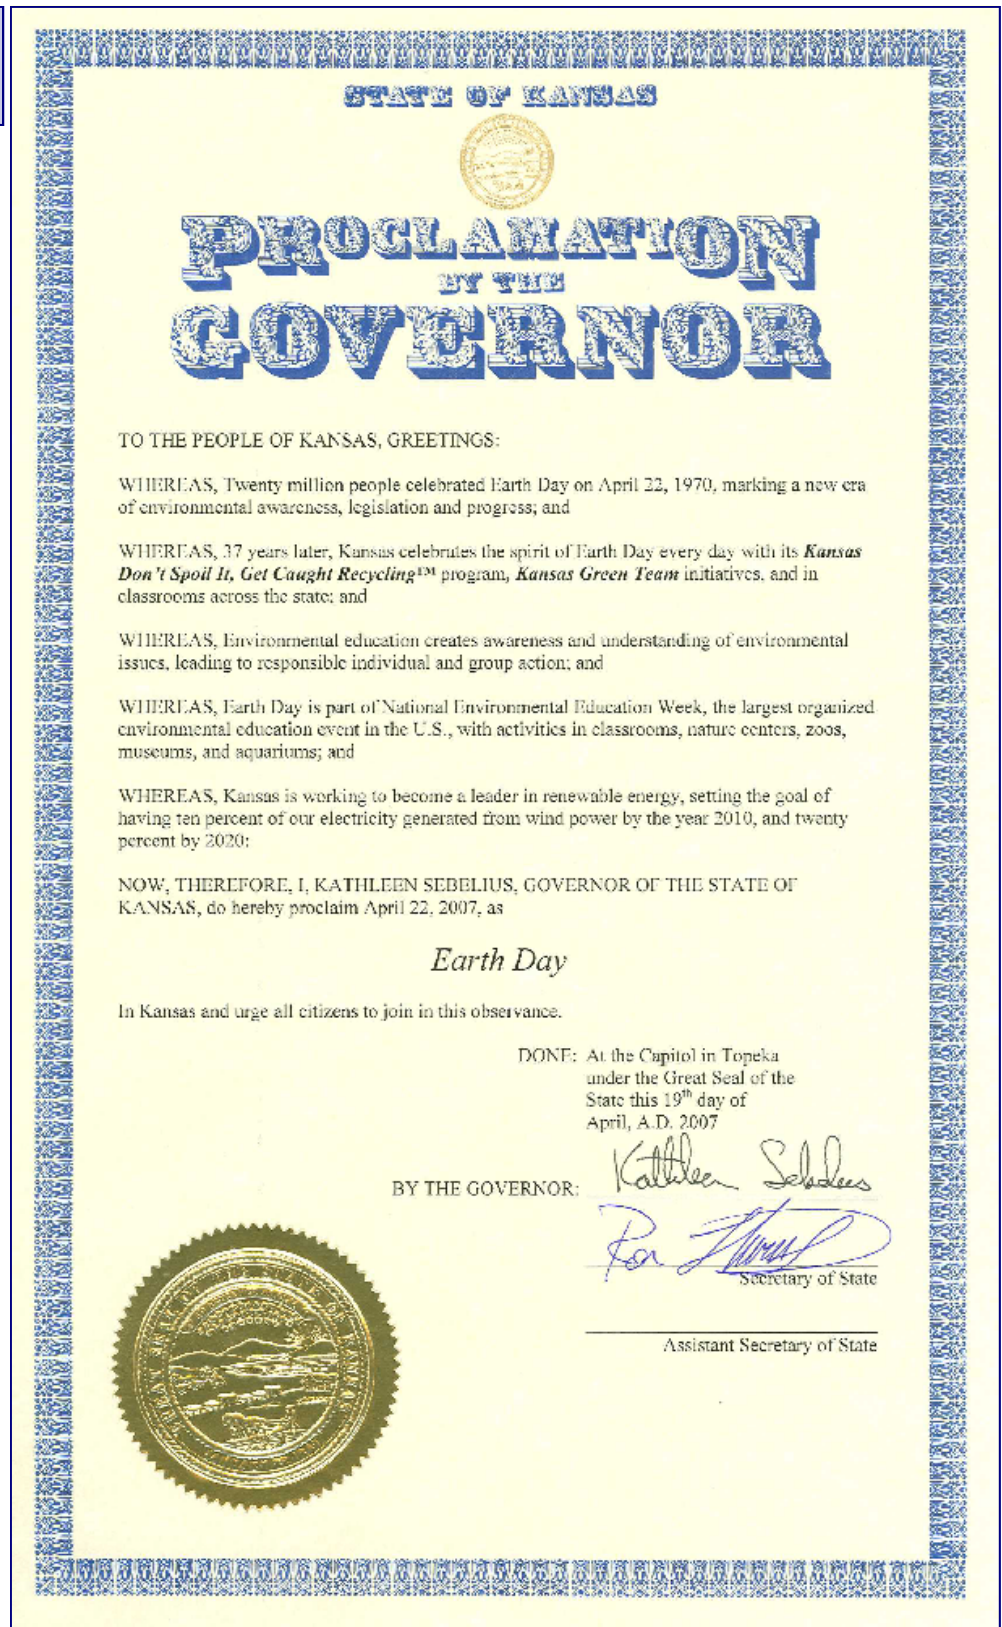 STATE OF KANSAS
PROCLAMATION
BY THE
GOVERNOR
TO THE PEOPLE OF KANSAS, GREETINGS:
WHEREAS, Twenty million people celebrated Earth Day on April 22, 1970, marking a new era
of environmental awareness, legislation and progress; and
WHEREAS, 37 years later, Kansas celebrates the spirit of Earth Day every day with its Kansas
Don't Spoil It, Get Caught Recycling™ program, Kansas Green Team initiatives, and in
classrooms across the state; and
WHEREAS, Environmental education creates awareness and understanding of environmental
issues, leading to responsible individual and group action; and
WHEREAS, Earth Day is part of National Environmental Education Week, the largest organized
environmental education event in the U.S., with activities in classrooms, nature centers, zoos,
museums, and aquariums; and
WHEREAS, Kansas is working to become a leader in renewable energy, setting the goal of
having ten percent of our electricity generated from wind power by the year 2010, and twenty
percent by 2020:
NOW, THEREFORE, I, KATHLEEN SEBELIUS, GOVERNOR OF THE STATE OF
KANSAS, do hereby proclaim April 22, 2007, as
Earth Day
In Kansas and urge all citizens to join in this observance.
DONE: At the Capitol in Topeka
under the Great Seal of the
State this 19th day of
April, A.D. 2007
Kathleen Sebelius
BY THE GOVERNOR:
Ron
Secretary of State
Assistant Secretary of State